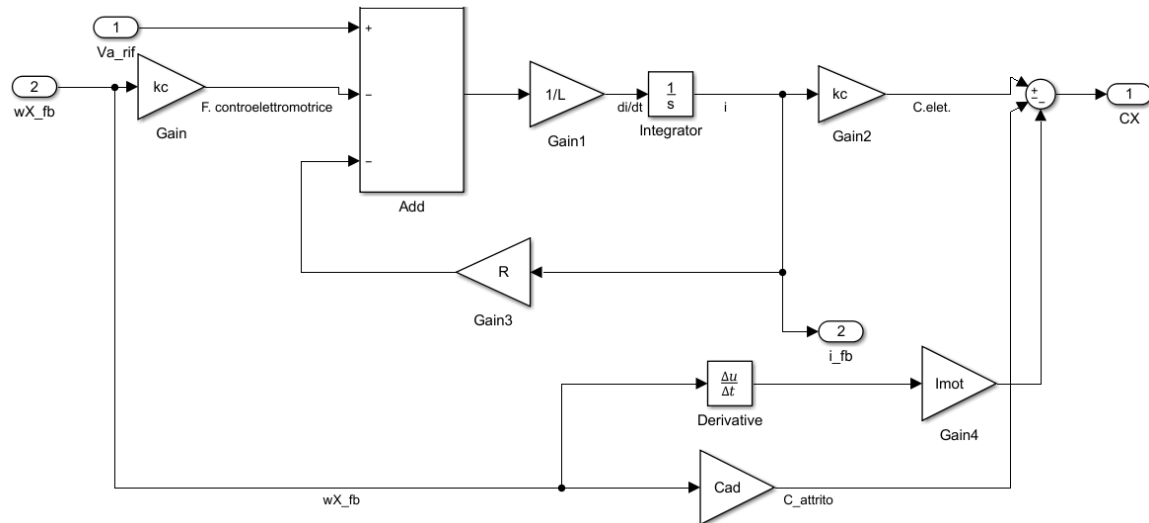 1
Va_rif
2
wX_fb
kc
F. controelettromotrice
Gain
+
−
−
Add
1/L
Gain1
di/dt
1
s
Integrator
i
kc
Gain2
C.elet.
+
−
−
1
CX
R
Gain3
2
i_fb
Δu
Δt
Derivative
Imot
Gain4
wX_fb
Cad
C_attrito